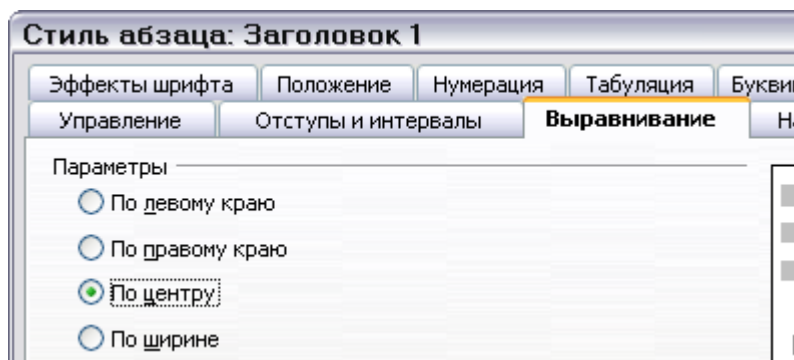 Стиль абзаца: Заголовок 1
Эффекты шрифта Положение Нумерация Табуляция
Управление Отступы и интервалы Выравнивание
Параметры
По левому краю
По правому краю
По центру
По ширине